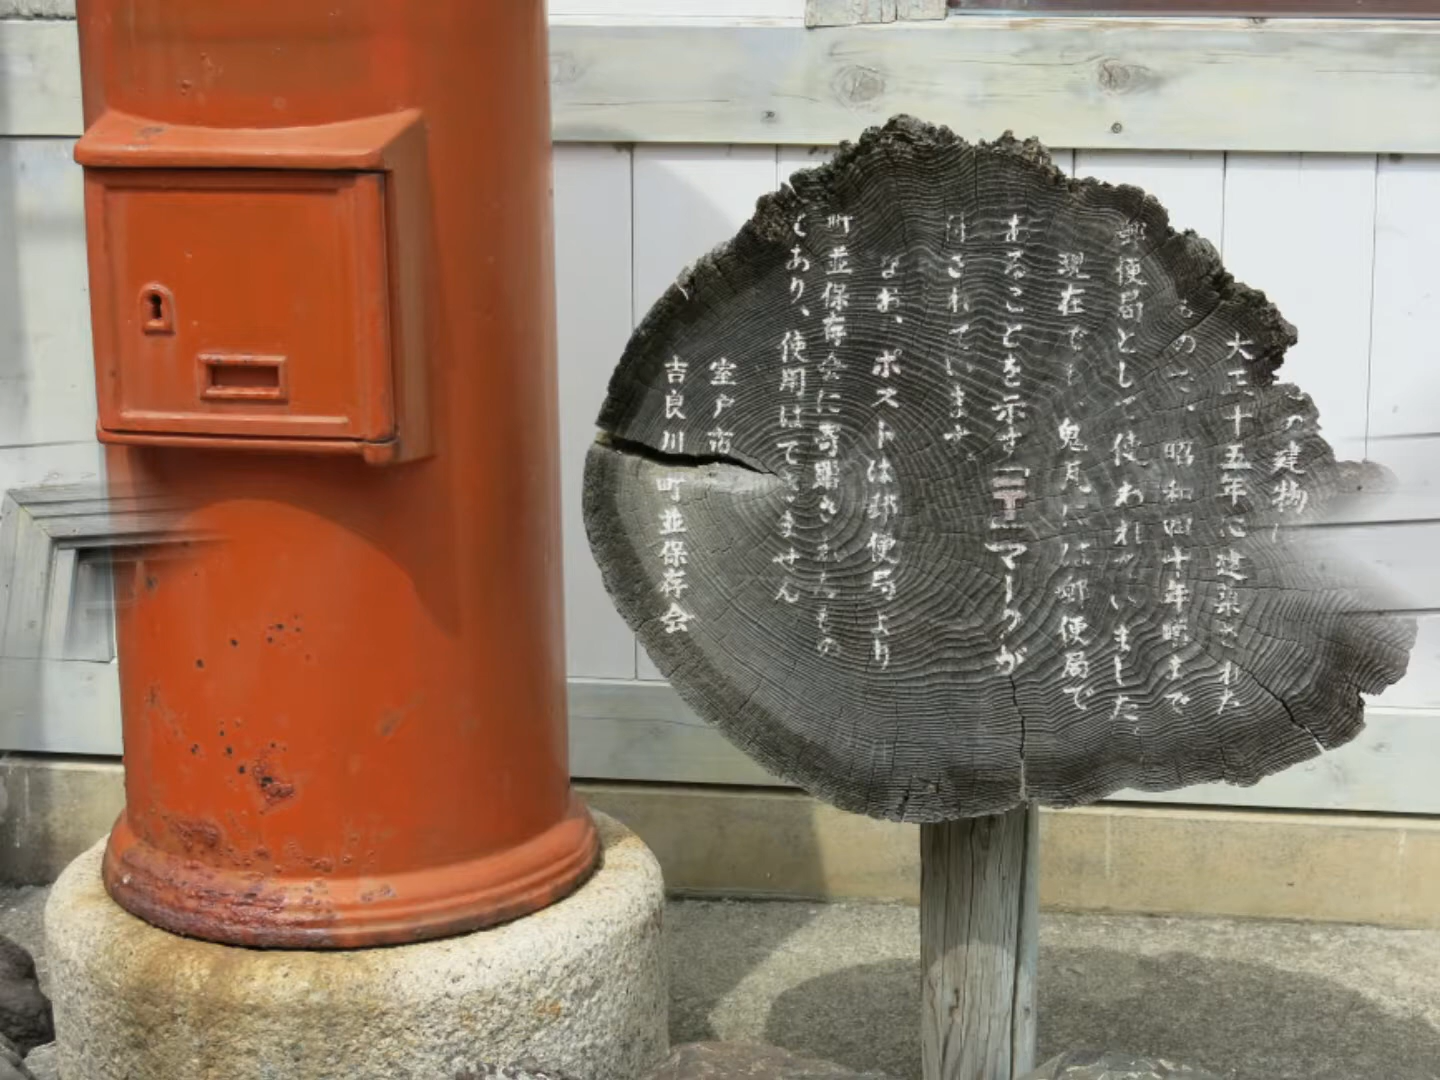 この建物は
大正十五年に建築された
もので、昭和四十年端まで
郵便局として使われていました。
現在でも、鬼瓦には郵便局で
あることを示す「〒」マークが
付されています。
なお、ポストは郵便局より
町並保存会に寄贈されたもの
であり、使用はできません
室戸市
吉良川町並保存会